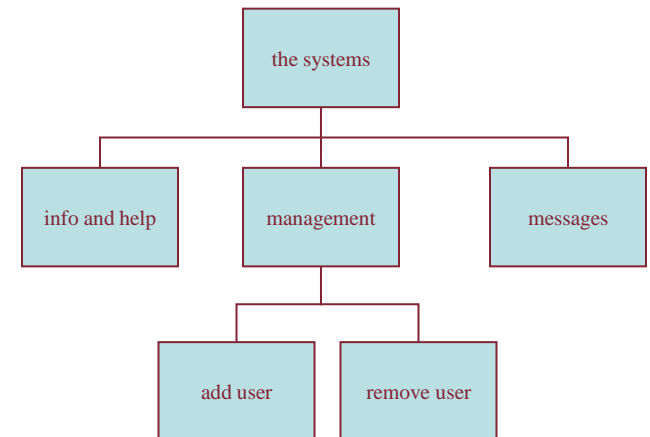 the systems
info and help
management
messages
add user
remove user